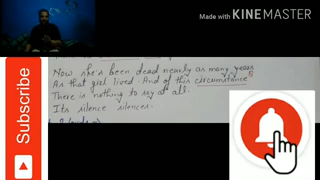 Made with KINEMASTER
Subscribe
Now she's been dead nearly as many years
As that girl lived. And of this circumstance
There is nothing to say at all.
Its silence silences.